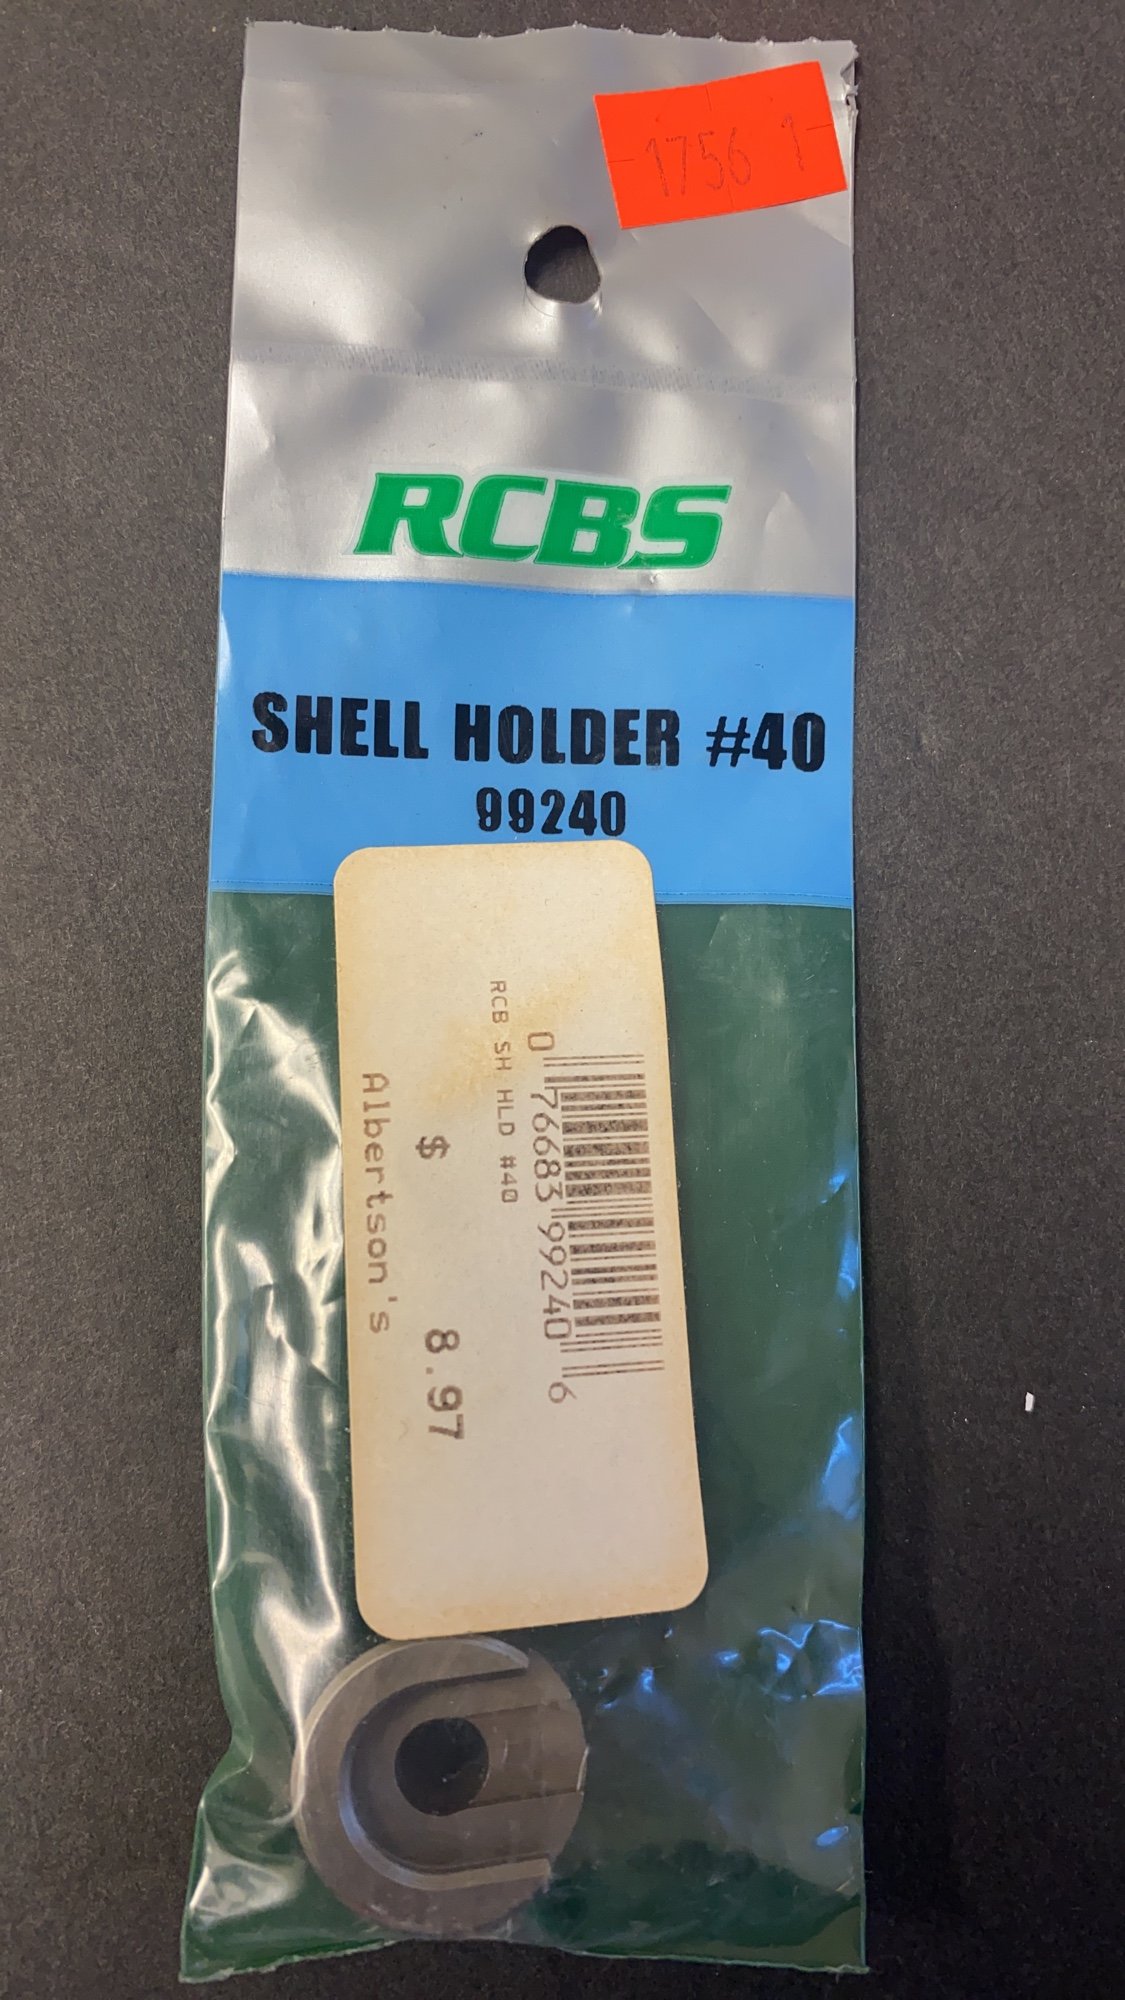 1756 1
RCBS
SHELL HOLDER #40
99240
0 76683 99240 6
RCB SH HLD #40
$ 8.97
Albertson's